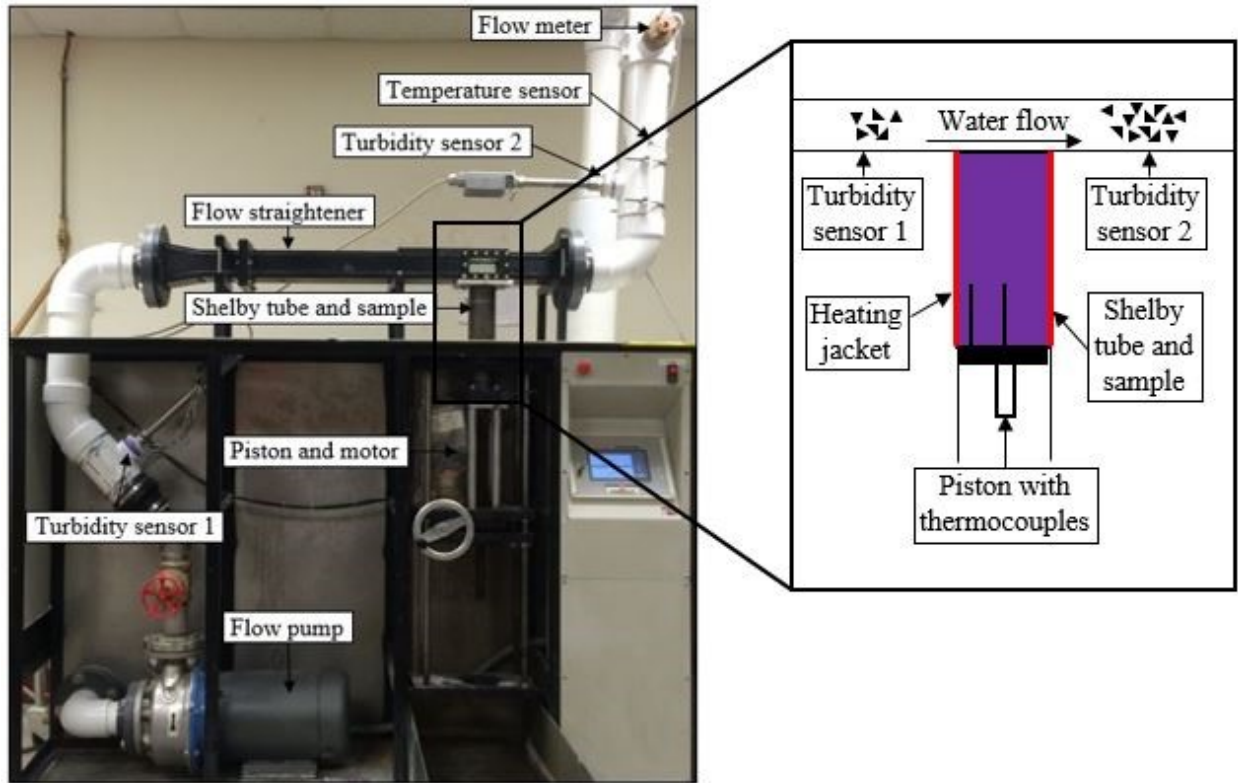 Flow meter
Temperature sensor
Turbidity sensor 2
Flow straightener
Shelby tube and sample
Piston and motor
Turbidity sensor 1
Flow pump
Water flow
Turbidity
sensor 1
Turbidity
sensor 2
Heating
jacket
Shelby
tube and
sample
Piston with
thermocouples